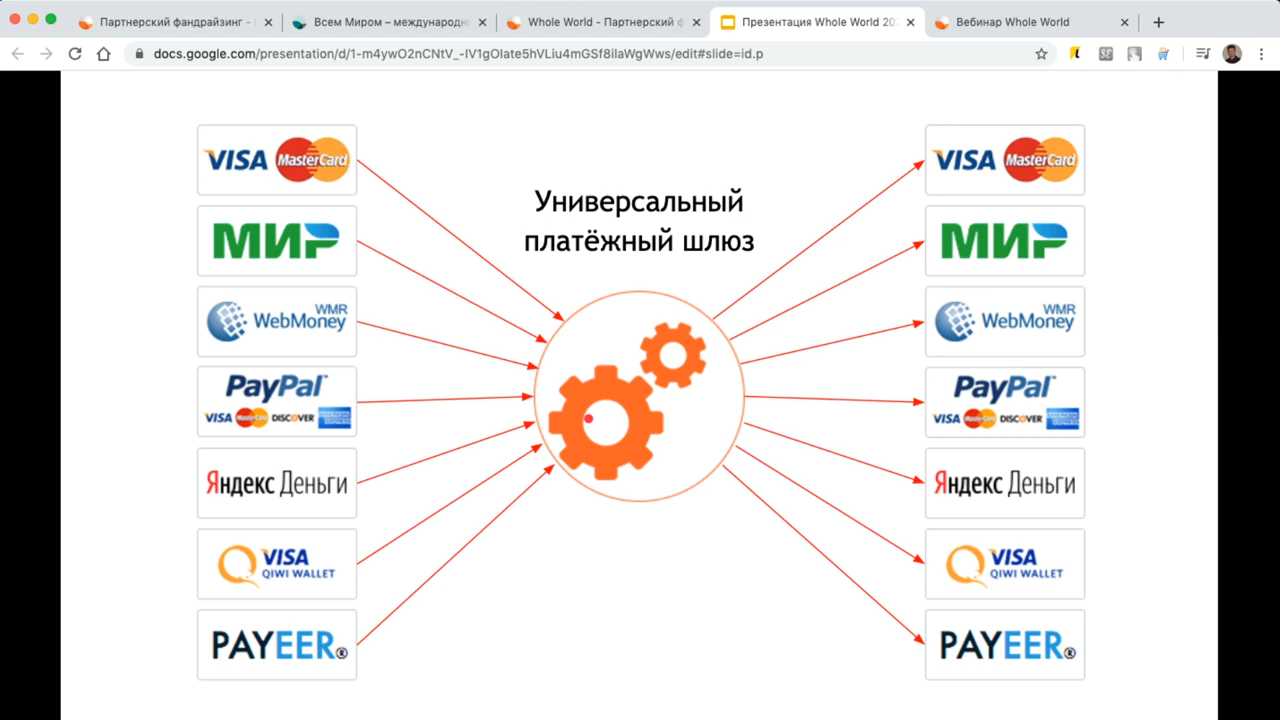 Партнерский фандрайзинг -
Всем Миром – международн
Whole World - Партнерский ф
Презентация Whole World 20
Вебинар Whole World
docs.google.com/presentation/d/1-m4ywO2nCNtV_-IV1gOIate5hVLiu4mGSf8ilaWgWws/edit#slide=id.p
Универсальный
платёжный шлюз
VISA MasterCard
МИР
WebMoney WMR
PayPal
VISA MasterCard DISCOVER
Яндекс Деньги
VISA
QIWI WALLET
PAYEER®
VISA MasterCard
МИР
WebMoney WMR
PayPal
VISA MasterCard DISCOVER
Яндекс Деньги
VISA
QIWI WALLET
PAYEER®